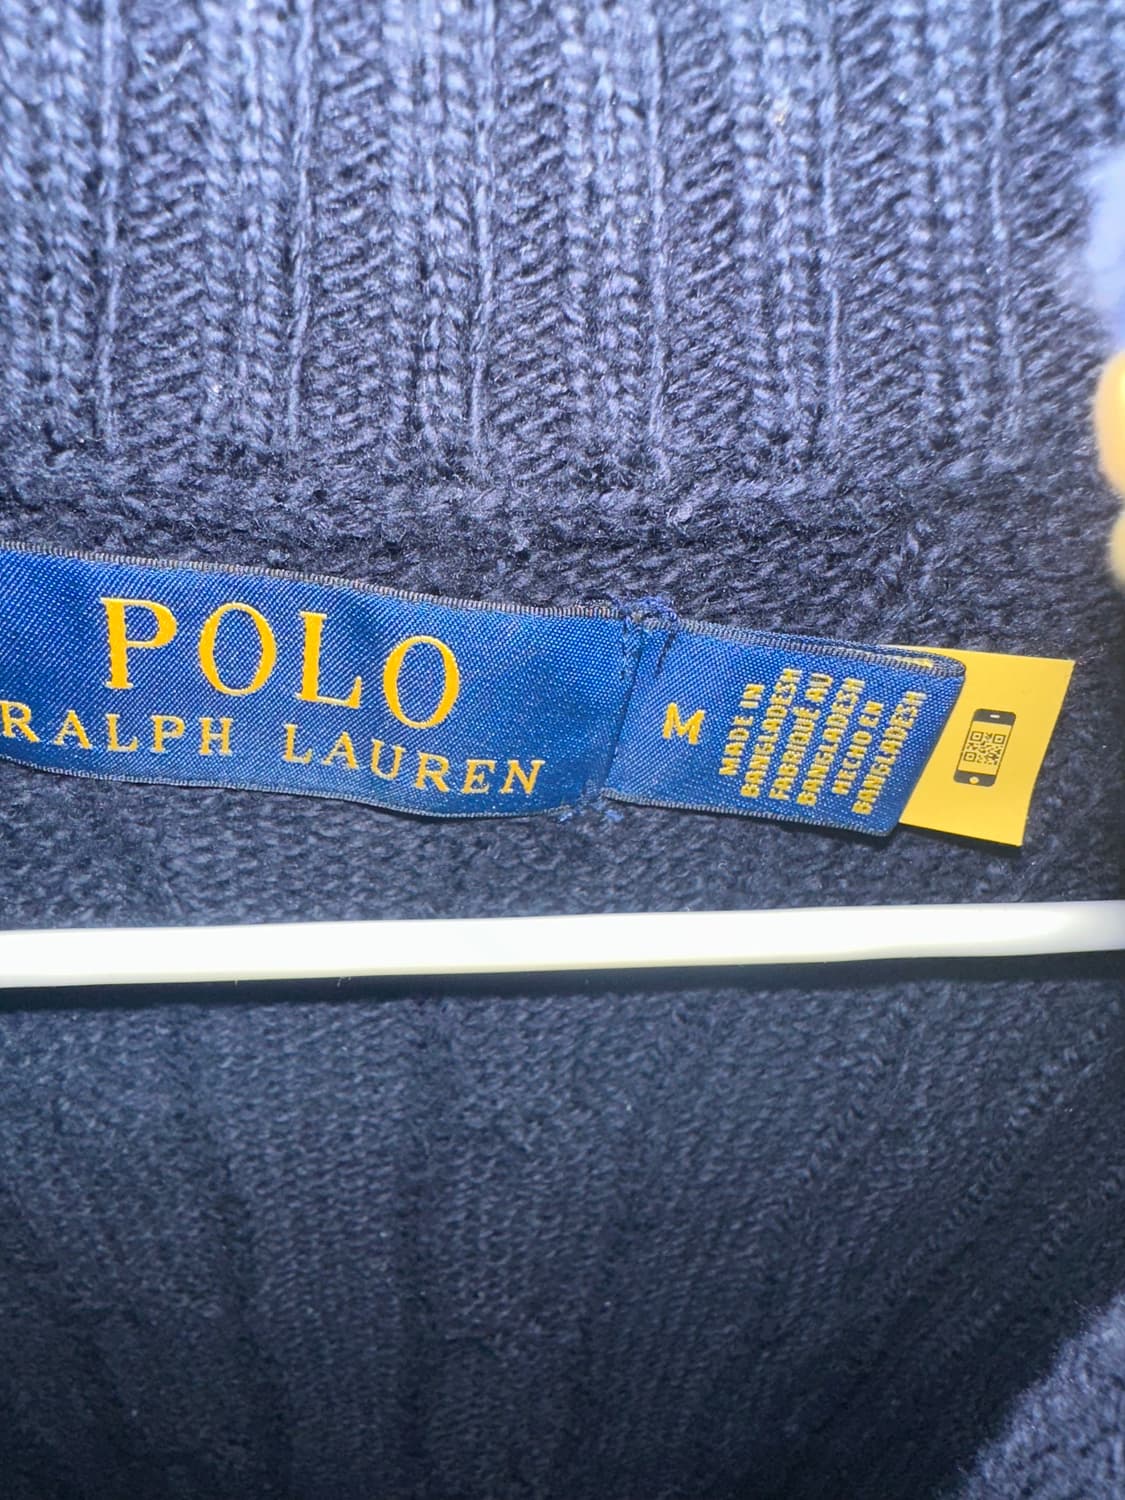 POLO
RALPH LAUREN
M
MADE IN
BANGLADESH
FABRIQUÉ AU
BANGLADESH
HECHO EN
BANGLADESH